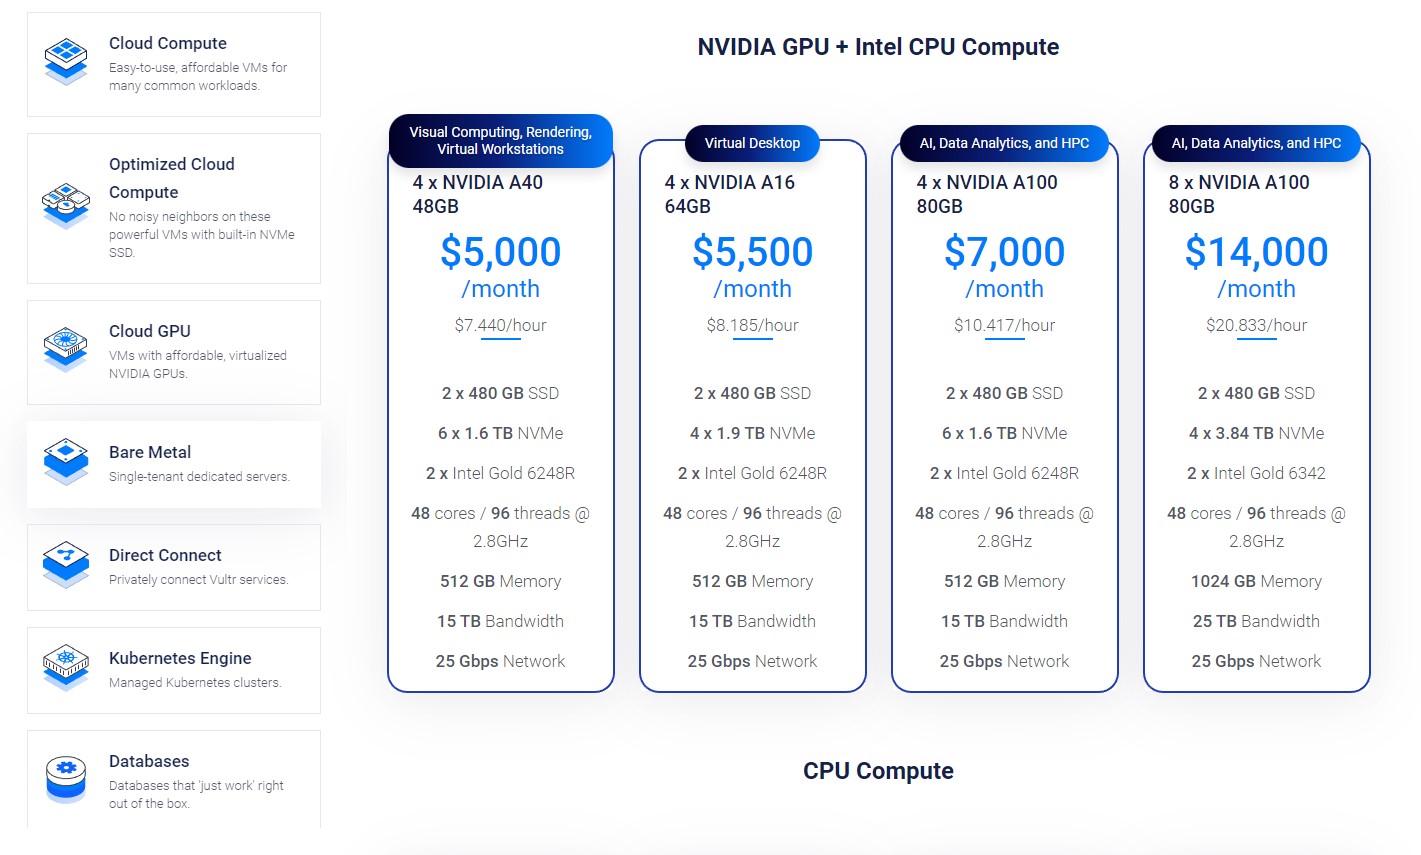 Cloud Compute
Easy-to-use, affordable VMs for
many common workloads.
Optimized Cloud
Compute
No noisy neighbors on these
powerful VMs with built-in NVMe
SSD.
Cloud GPU
VMs with affordable, virtualized
NVIDIA GPUs.
Bare Metal
Single-tenant dedicated servers.
Direct Connect
Privately connect Vultr services.
Kubernetes Engine
Managed Kubernetes clusters.
Databases
Databases that 'just work' right
out of the box.
NVIDIA GPU + Intel CPU Compute
Visual Computing, Rendering,
Virtual Workstations
4 x NVIDIA A40
48GB
$5,000
/month
$7.440/hour
2 x 480 GB SSD
6 x 1.6 TB NVMe
2 x Intel Gold 6248R
48 cores / 96 threads @
2.8GHz
512 GB Memory
15 TB Bandwidth
25 Gbps Network
Virtual Desktop
4 x NVIDIA A16
64GB
$5,500
/month
$8.185/hour
2 x 480 GB SSD
4 x 1.9 TB NVMe
2 x Intel Gold 6248R
48 cores / 96 threads @
2.8GHz
512 GB Memory
15 TB Bandwidth
25 Gbps Network
AI, Data Analytics, and HPC
4 x NVIDIA A100
80GB
$7,000
/month
$10.417/hour
2 x 480 GB SSD
6 x 1.6 TB NVMe
2 x Intel Gold 6248R
48 cores / 96 threads @
2.8GHz
512 GB Memory
15 TB Bandwidth
25 Gbps Network
AI, Data Analytics, and HPC
8 x NVIDIA A100
80GB
$14,000
/month
$20.833/hour
2 x 480 GB SSD
4 x 3.84 TB NVMe
2 x Intel Gold 6342
48 cores / 96 threads @
2.8GHz
1024 GB Memory
25 TB Bandwidth
25 Gbps Network
CPU Compute